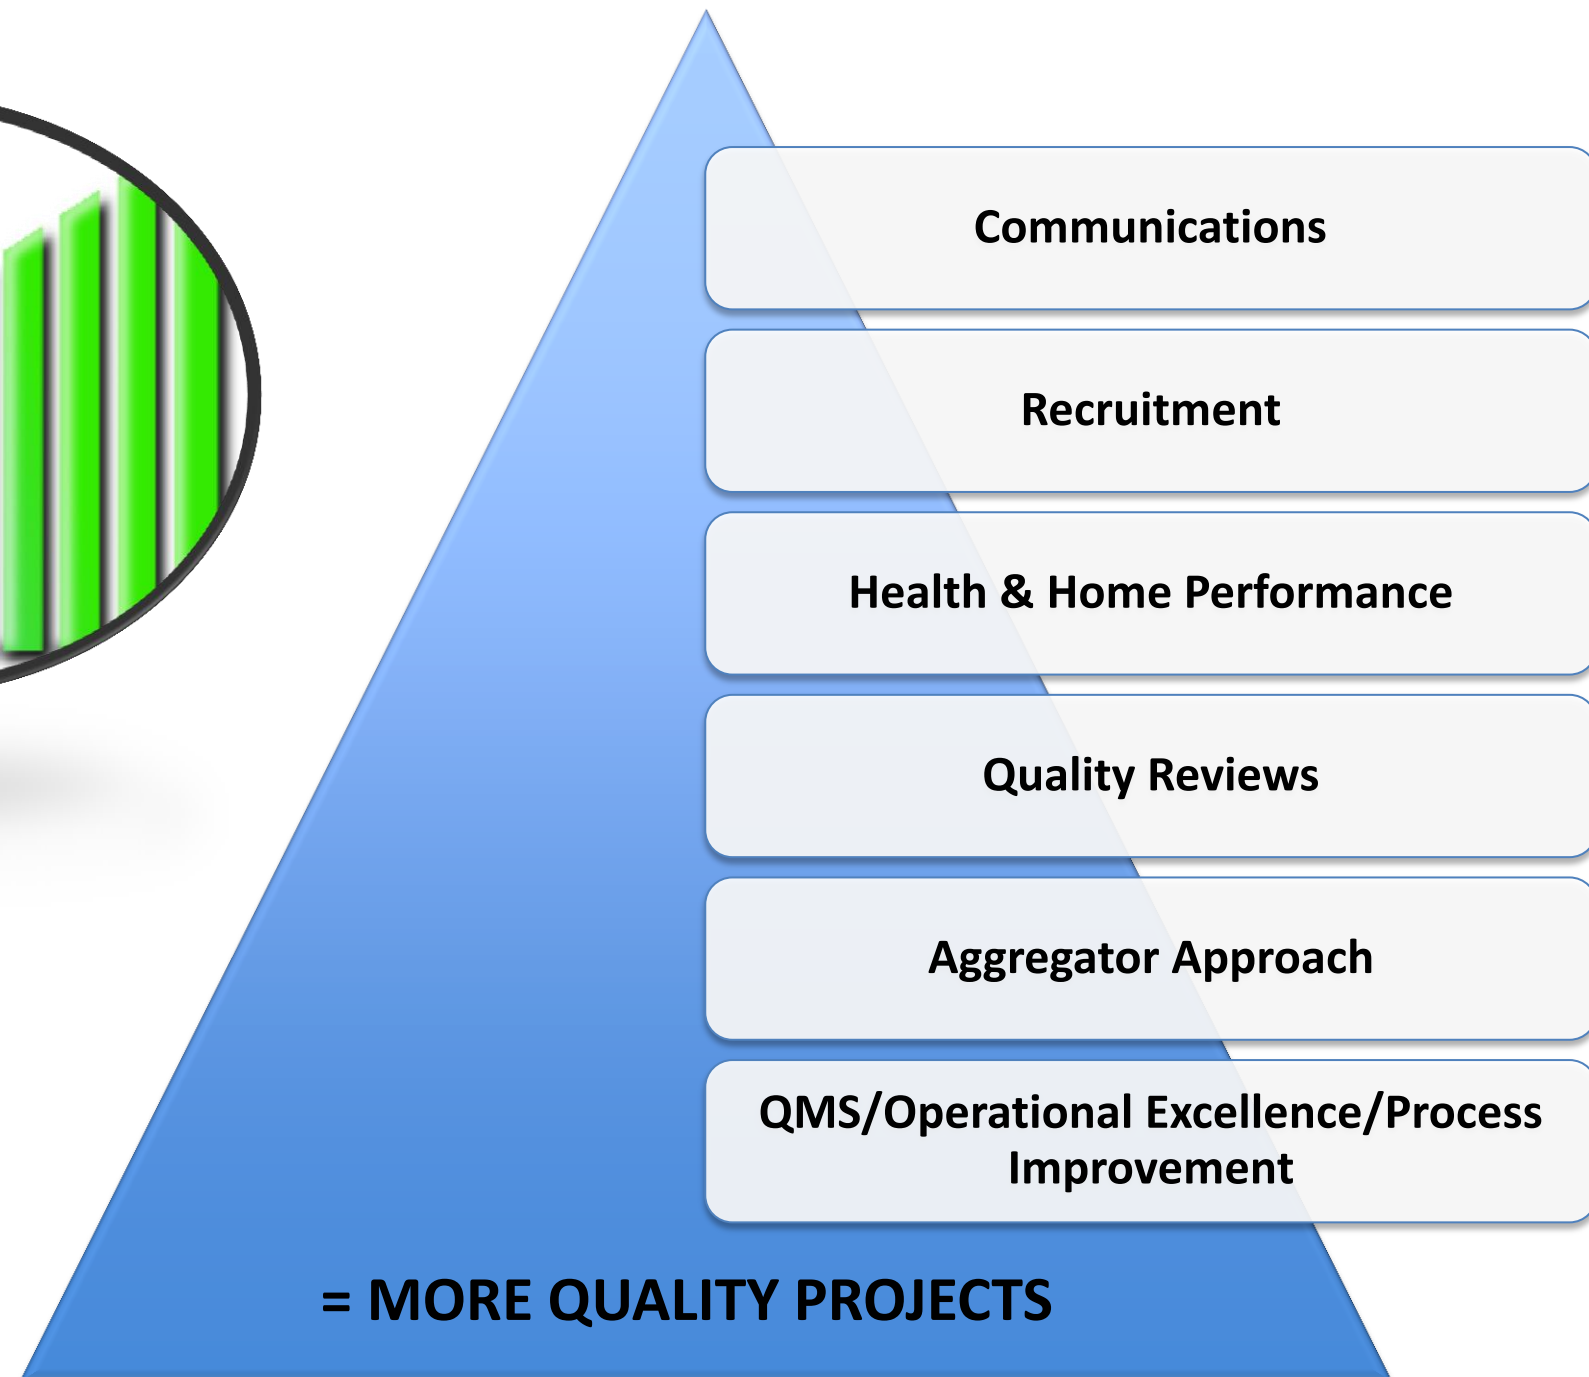 Communications
Recruitment
Health & Home Performance
Quality Reviews
Aggregator Approach
QMS/Operational Excellence/Process
Improvement
= MORE QUALITY PROJECTS